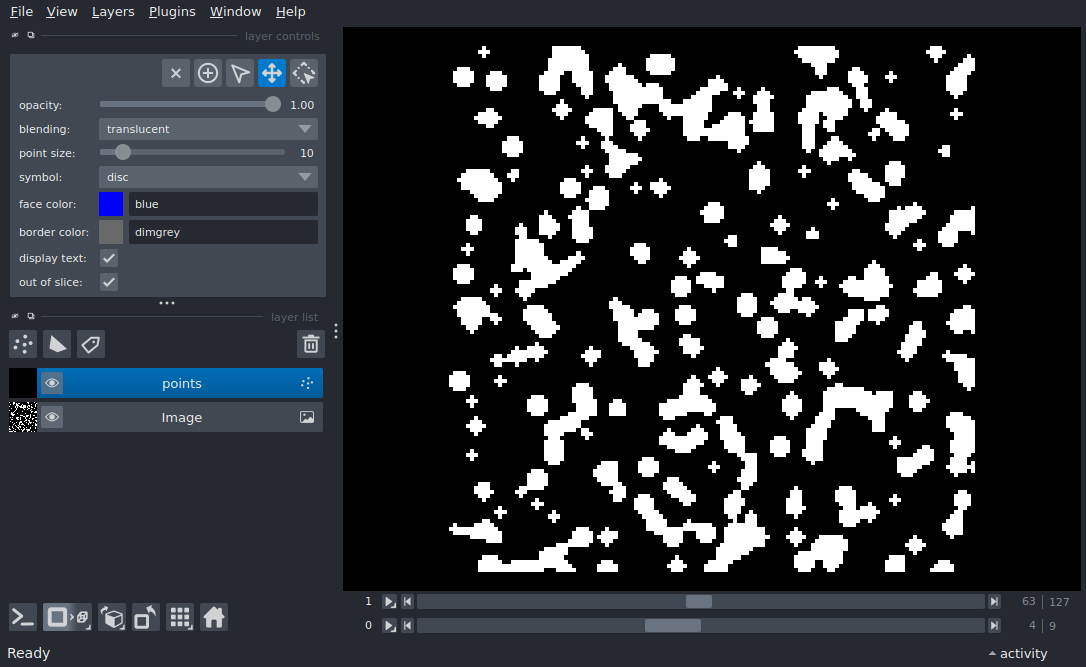 File View Layers Plugins Window Help
layer controls
opacity: 1.00
blending: translucent
point size: 10
symbol: disc
face color: blue
border color: dimgrey
display text:
out of slice:
layer list
points
Image
1 63 | 127
0 4 | 9
Ready activity